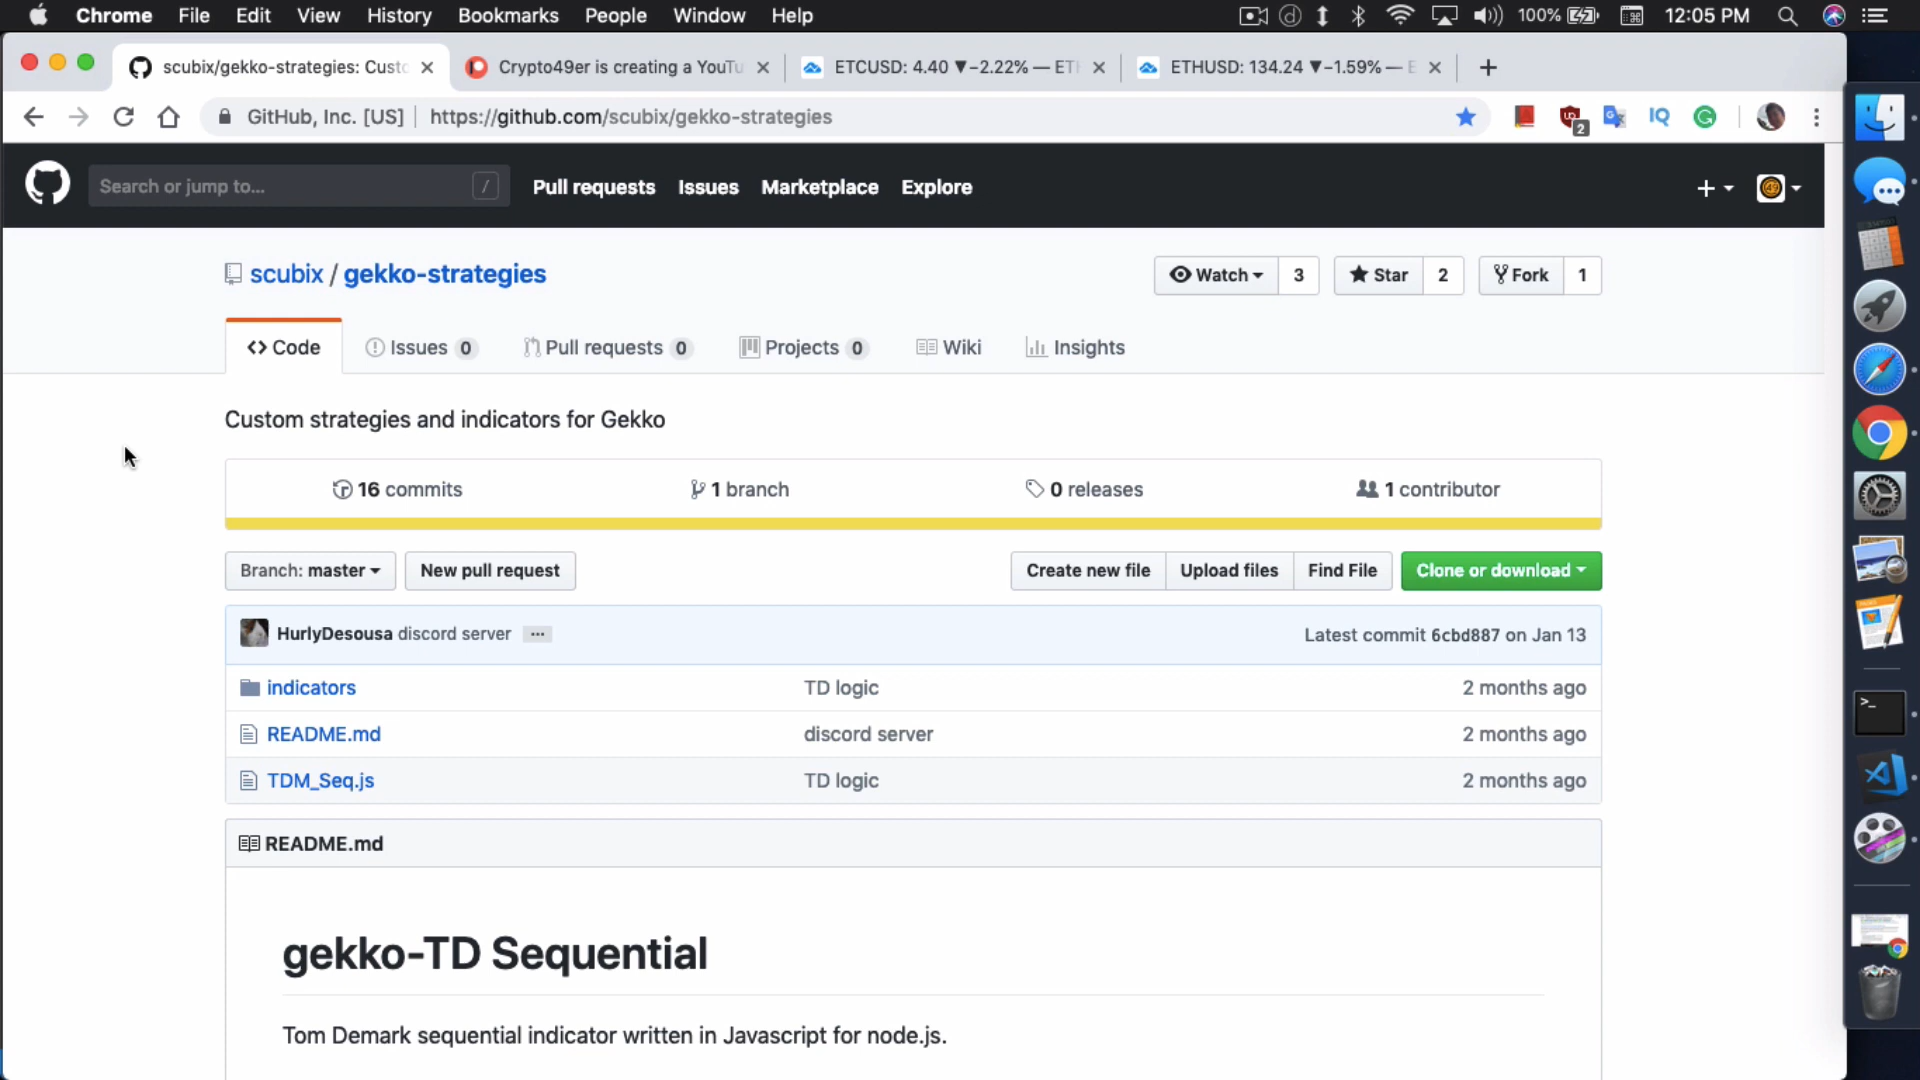 Chrome File Edit View History Bookmarks People Window Help 100% 12:05 PM
scubix/gekko-strategies: Custo Crypto49er is creating a YouTu ETCUSD: 4.40 ▼−2.22% — ETH ETHUSD: 134.24 ▼−1.59% — E
GitHub, Inc. [US] https://github.com/scubix/gekko-strategies 2 IQ
Search or jump to... / Pull requests Issues Marketplace Explore
scubix / gekko-strategies Watch 3 Star 2 Fork 1
Code Issues 0 Pull requests 0 Projects 0 Wiki Insights
Custom strategies and indicators for Gekko
16 commits 1 branch 0 releases 1 contributor
Branch: master New pull request Create new file Upload files Find File Clone or download
HurlyDesousa discord server ... Latest commit 6cbd887 on Jan 13
indicators TD logic 2 months ago
README.md discord server 2 months ago
TDM_Seq.js TD logic 2 months ago
README.md
gekko-TD Sequential
Tom Demark sequential indicator written in Javascript for node.js.